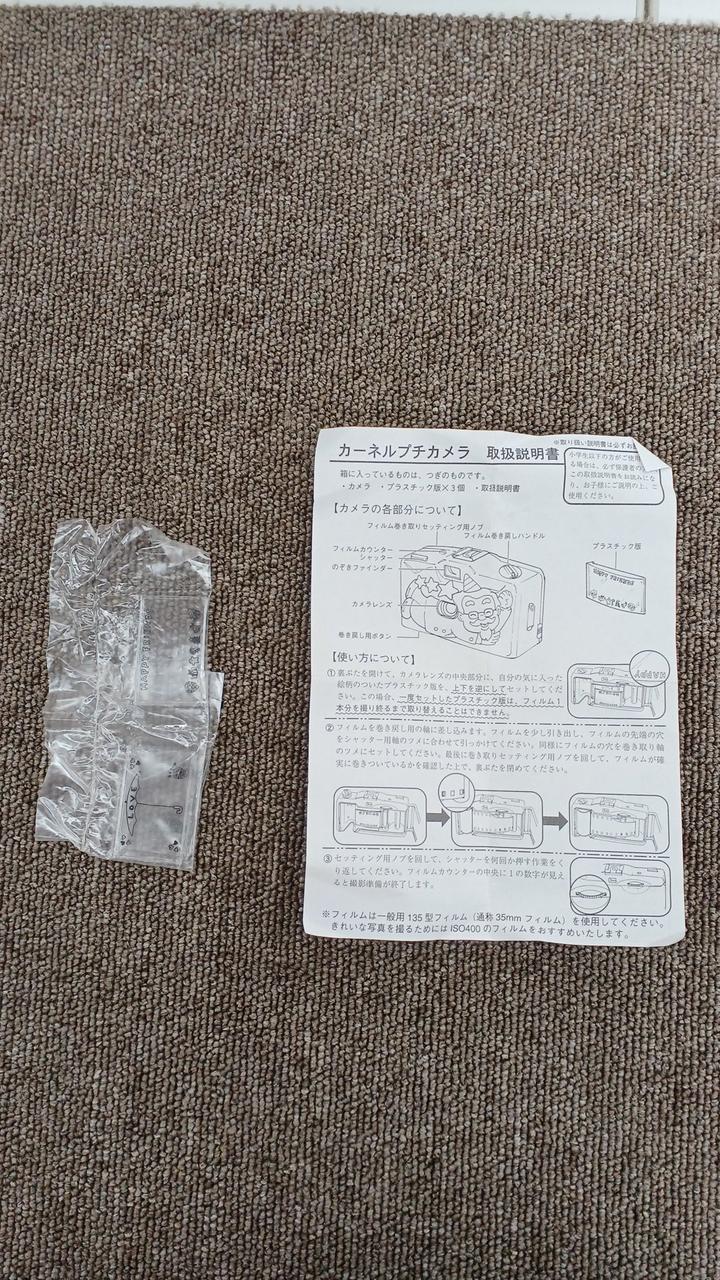 ※取り扱い説明書は必ずお
カーネルプチカメラ 取扱説明書
小学生以下の方がご使用
る場合は、必ず保護者の
この取扱説明書をお読みにな
り、お子様にご説明の上、ご
使用ください。
箱に入っているものは、つぎのものです。
・カメラ ・プラスチック版×3個 ・取扱説明書
【カメラの各部分について】
フィルム巻き取りセッティング用ノブ
フィルム巻き戻しハンドル
フィルムカウンター
シャッター
のぞきファインダー
プラスチック版
HAPPY BIRTHDAY
カメラレンズ
巻き戻し用ボタン
【使い方について】
①裏ぶたを開けて、カメラレンズの中央部分に、自分の気に入った
絵柄のついたプラスチック版を、上下を逆にしてセットしてくだ
さい。この場合、一度セットしたプラスチック版は、フィルム1
本分を撮り終るまで取り替えることはできません。
HAPPY
②フィルムを巻き戻し用の軸に差し込みます。フィルムを少し引き出し、フィルムの先端の穴
をシャッター用軸のツメに合わせて引っかけてください。同様にフィルムの穴を巻き取り軸
のツメにセットしてください。最後に巻き取りセッティング用ノブを回して、フィルムが確
実に巻きついているかを確認した上で、裏ぶたを閉めてください。
③セッティング用ノブを回して、シャッターを何回か押す作業をく
り返してください。フィルムカウンターの中央に1の数字が見え
ると撮影準備が終了します。
※フィルムは一般用135型フィルム（通称35mmフィルム）を使用してください。
きれいな写真を撮るためにはISO400のフィルムをおすすめいたします。
HAPPY
LOVE